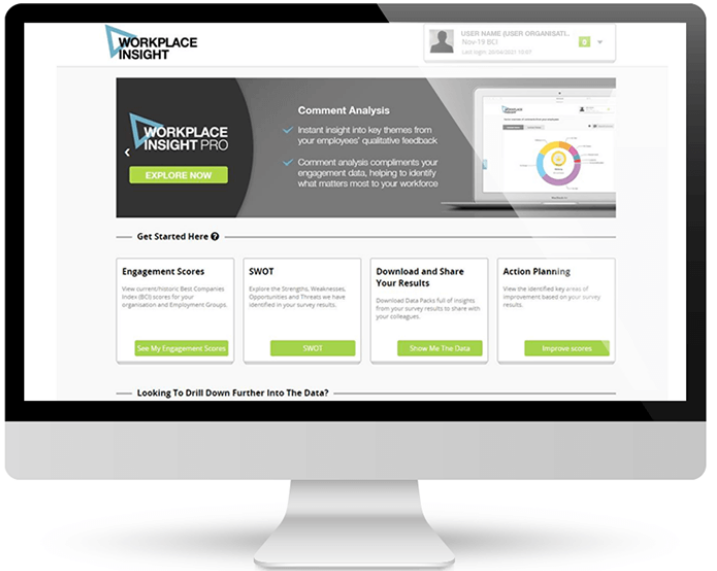 WORKPLACE
INSIGHT
USER NAME (USER ORGANISATI...
Nov-19 BCI
0
WORKPLACE
INSIGHT PRO
EXPLORE NOW
Comment Analysis
Instant insight into key themes from
your employees' qualitative feedback
Comment analysis compliments your
engagement data, helping to identify
what matters most to your workforce
Get Started Here ?
Engagement Scores
View current/historic Best Companies
Index (BCI) scores for your
organisation and Employment Groups.
See My Engagement Scores
SWOT
Explore the Strengths, Weaknesses,
Opportunities and Threats we have
identified in your survey results.
SWOT
Download and Share
Your Results
Download Data Packs full of insights
from your survey results to share with
your colleagues.
Show Me The Data
Action Planning
View the identified key areas of
improvement based on your survey
results.
Improve scores
Looking To Drill Down Further Into The Data?